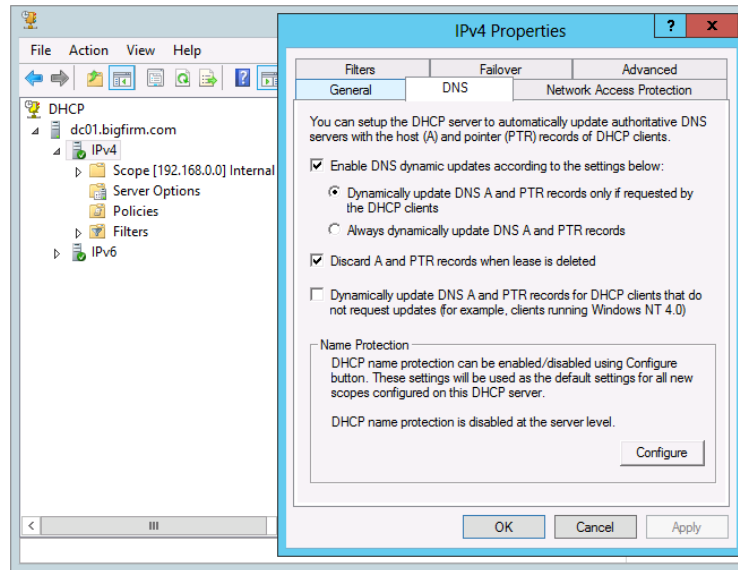 File Action View Help
DHCP
dc01.bigfirm.com
IPv4
Scope [192.168.0.0] Internal
Server Options
Policies
Filters
IPv6
IPv4 Properties
Filters Failover Advanced
General DNS Network Access Protection
You can setup the DHCP server to automatically update authoritative DNS
servers with the host (A) and pointer (PTR) records of DHCP clients.
Enable DNS dynamic updates according to the settings below:
Dynamically update DNS A and PTR records only if requested by
the DHCP clients
Always dynamically update DNS A and PTR records
Discard A and PTR records when lease is deleted
Dynamically update DNS A and PTR records for DHCP clients that do
not request updates (for example, clients running Windows NT 4.0)
Name Protection
DHCP name protection can be enabled/disabled using Configure
button. These settings will be used as the default settings for all new
scopes configured on this DHCP server.
DHCP name protection is disabled at the server level.
Configure
OK Cancel Apply